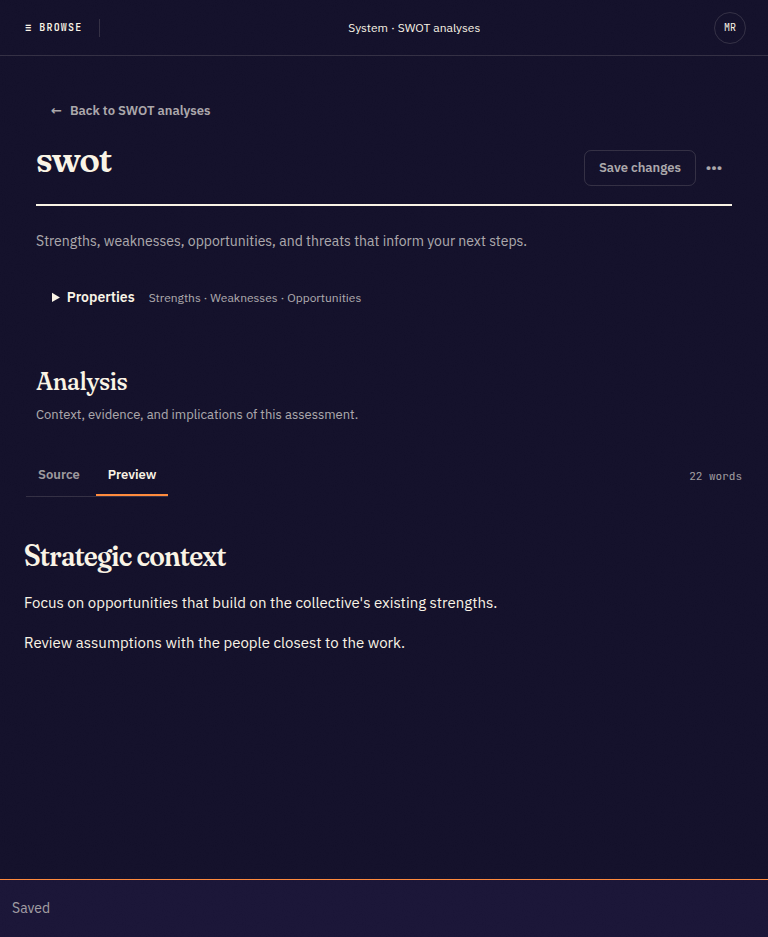 ≡ BROWSE
System · SWOT analyses
MR
← Back to SWOT analyses
swot
Save changes
•••
Strengths, weaknesses, opportunities, and threats that inform your next steps.
Properties Strengths · Weaknesses · Opportunities
Analysis
Context, evidence, and implications of this assessment.
Source Preview 22 words
Strategic context
Focus on opportunities that build on the collective's existing strengths.
Review assumptions with the people closest to the work.
Saved